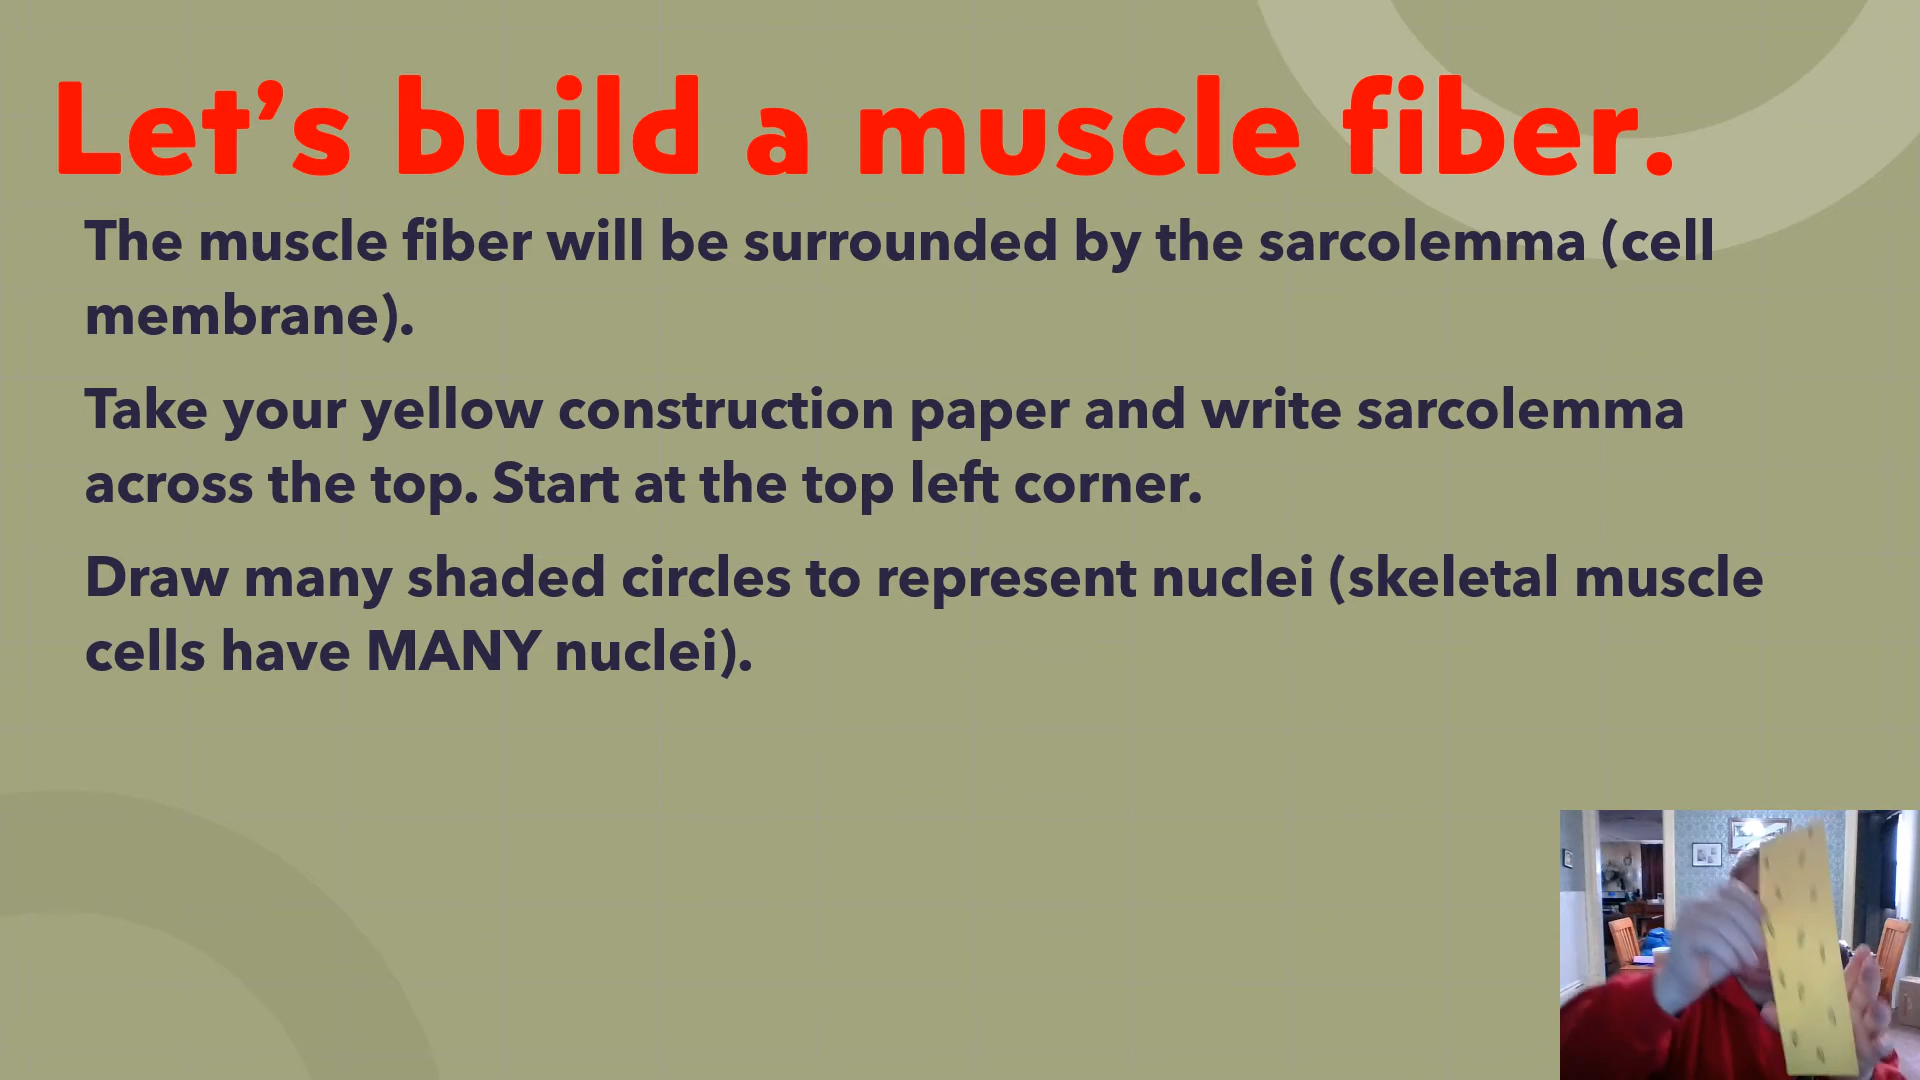 Let’s build a muscle fiber.
The muscle fiber will be surrounded by the sarcolemma (cell
membrane).
Take your yellow construction paper and write sarcolemma
across the top. Start at the top left corner.
Draw many shaded circles to represent nuclei (skeletal muscle
cells have MANY nuclei).